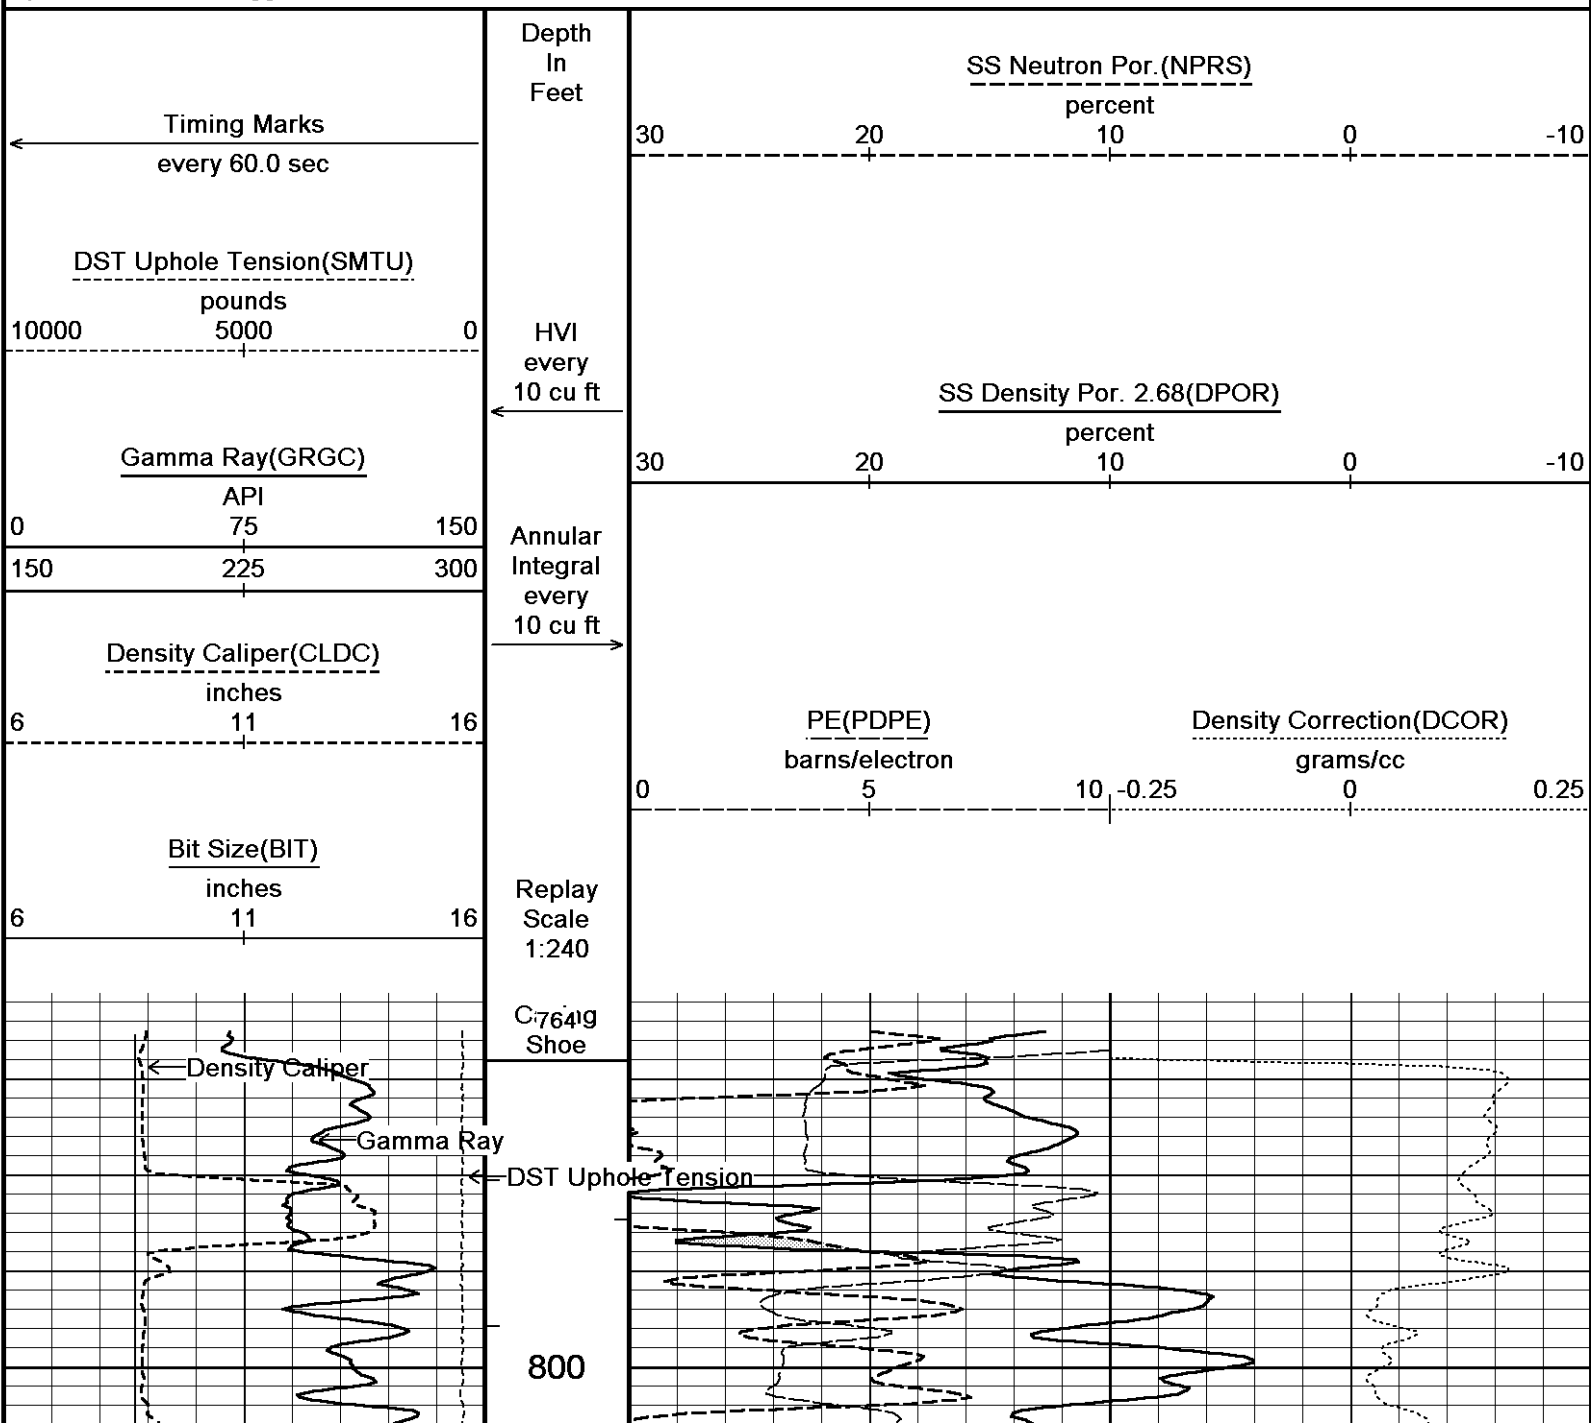 Timing Marks
every 60.0 sec
DST Uphole Tension(SMTU)
pounds
10000 5000 0
Gamma Ray(GRGC)
API
0 75 150
150 225 300
Density Caliper(CLDC)
inches
6 11 16
Bit Size(BIT)
inches
6 11 16
Depth
In
Feet
HVI
every
10 cu ft
Annular
Integral
every
10 cu ft
Replay
Scale
1:240
SS Neutron Por.(NPRS)
percent
30 20 10 0 -10
SS Density Por. 2.68(DPOR)
percent
30 20 10 0 -10
PE(PDPE)
barns/electron
0 5 10
Density Correction(DCOR)
grams/cc
-0.25 0 0.25
764
Shoe
Density Caliper
Gamma Ray
DST Uphole Tension
800